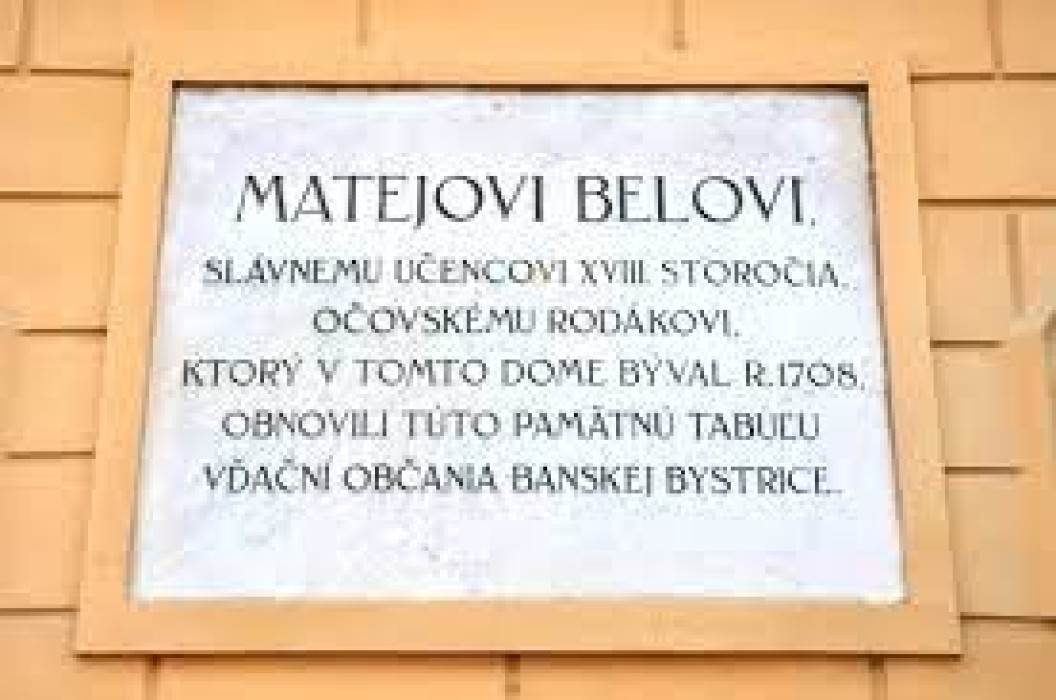 MATEJOVI BELOVI,
SLÁVNEMU UČENCOVI XVIII. STOROČIA,
OČOVSKÉMU RODÁKOVI,
KTORÝ V TOMTO DOME BÝVAL R.1708,
OBNOVILI TÚTO PAMÄTNÚ TABUĽU
VĎAČNÍ OBČANIA BANSKEJ BYSTRICE.